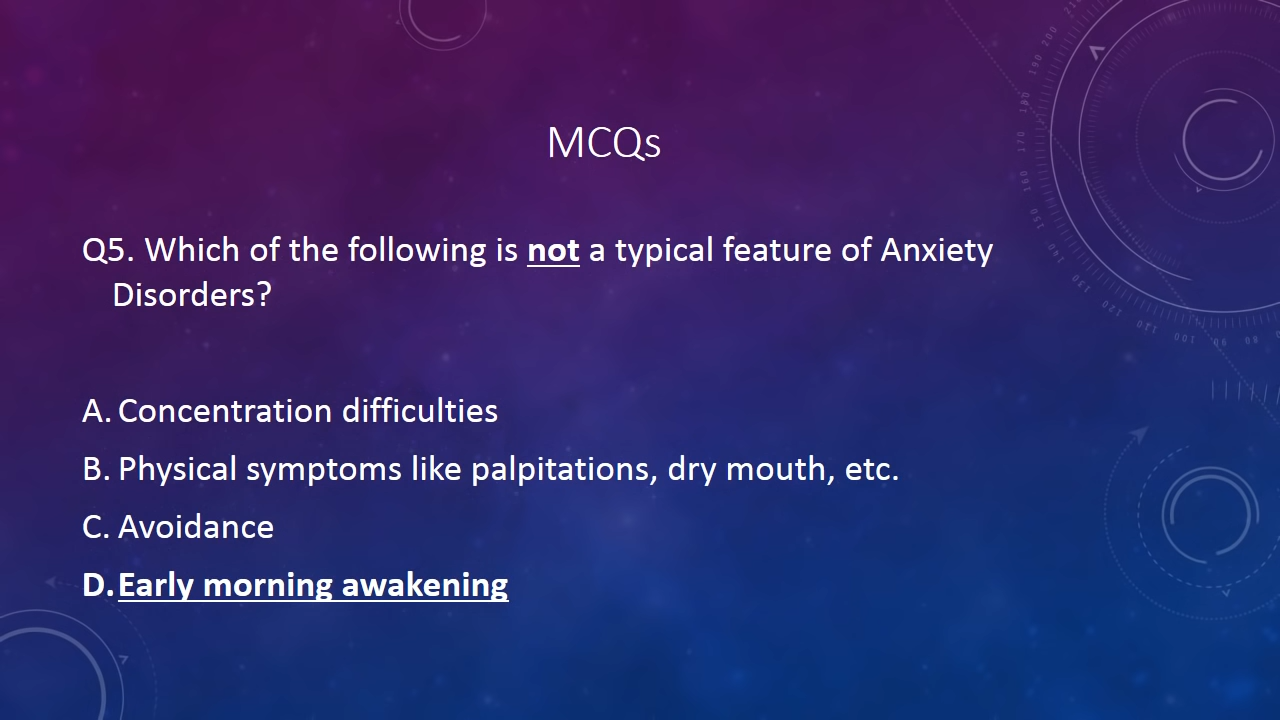 MCQs
Q5. Which of the following is not a typical feature of Anxiety
Disorders?
A. Concentration difficulties
B. Physical symptoms like palpitations, dry mouth, etc.
C. Avoidance
D. Early morning awakening